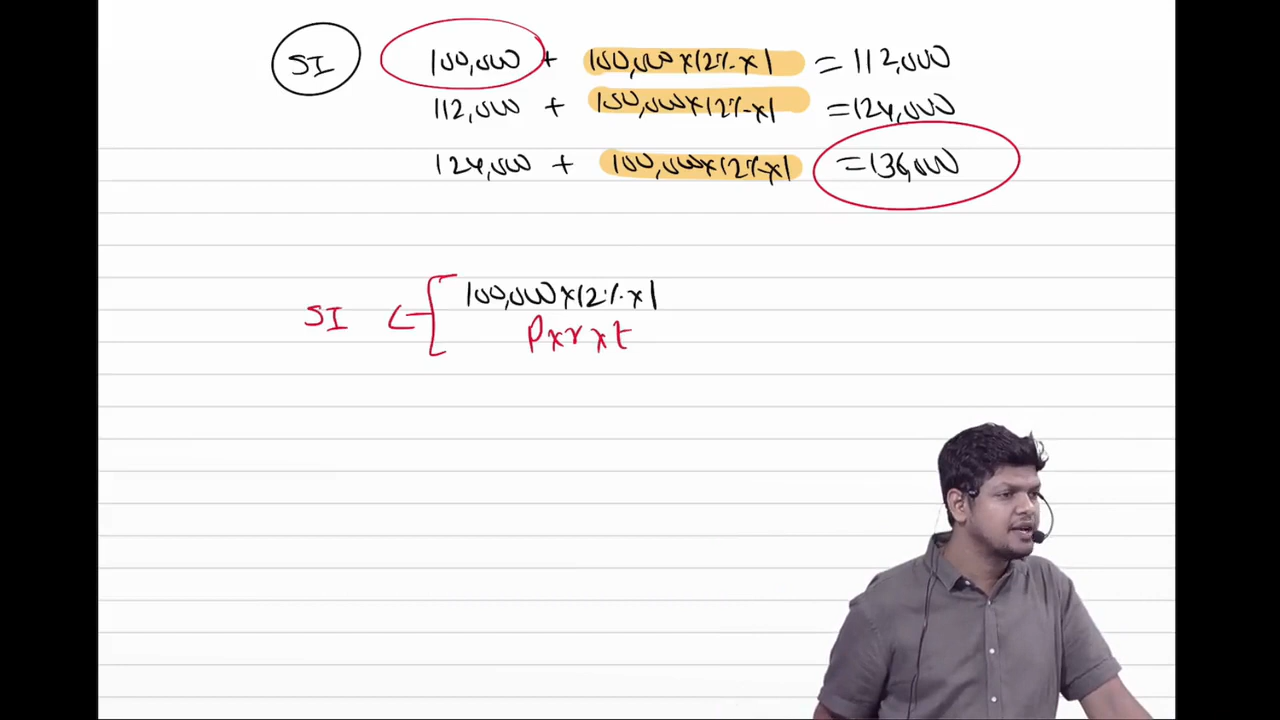 SI 100,000 + 100,000 x 12% x 1 = 112,000
112,000 + 100,000 x 12% x 1 = 124,000
124,000 + 100,000 x 12% x 1 = 136,000
100,000 x 12% x 1
SI
P x r x t